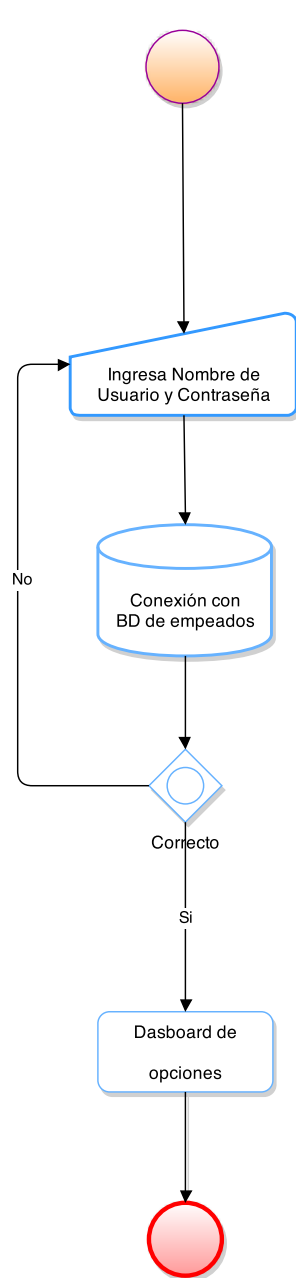 Ingresa Nombre de
Usuario y Contraseña
No
Conexión con
BD de empeados
Correcto
Si
Dasboard de
opciones